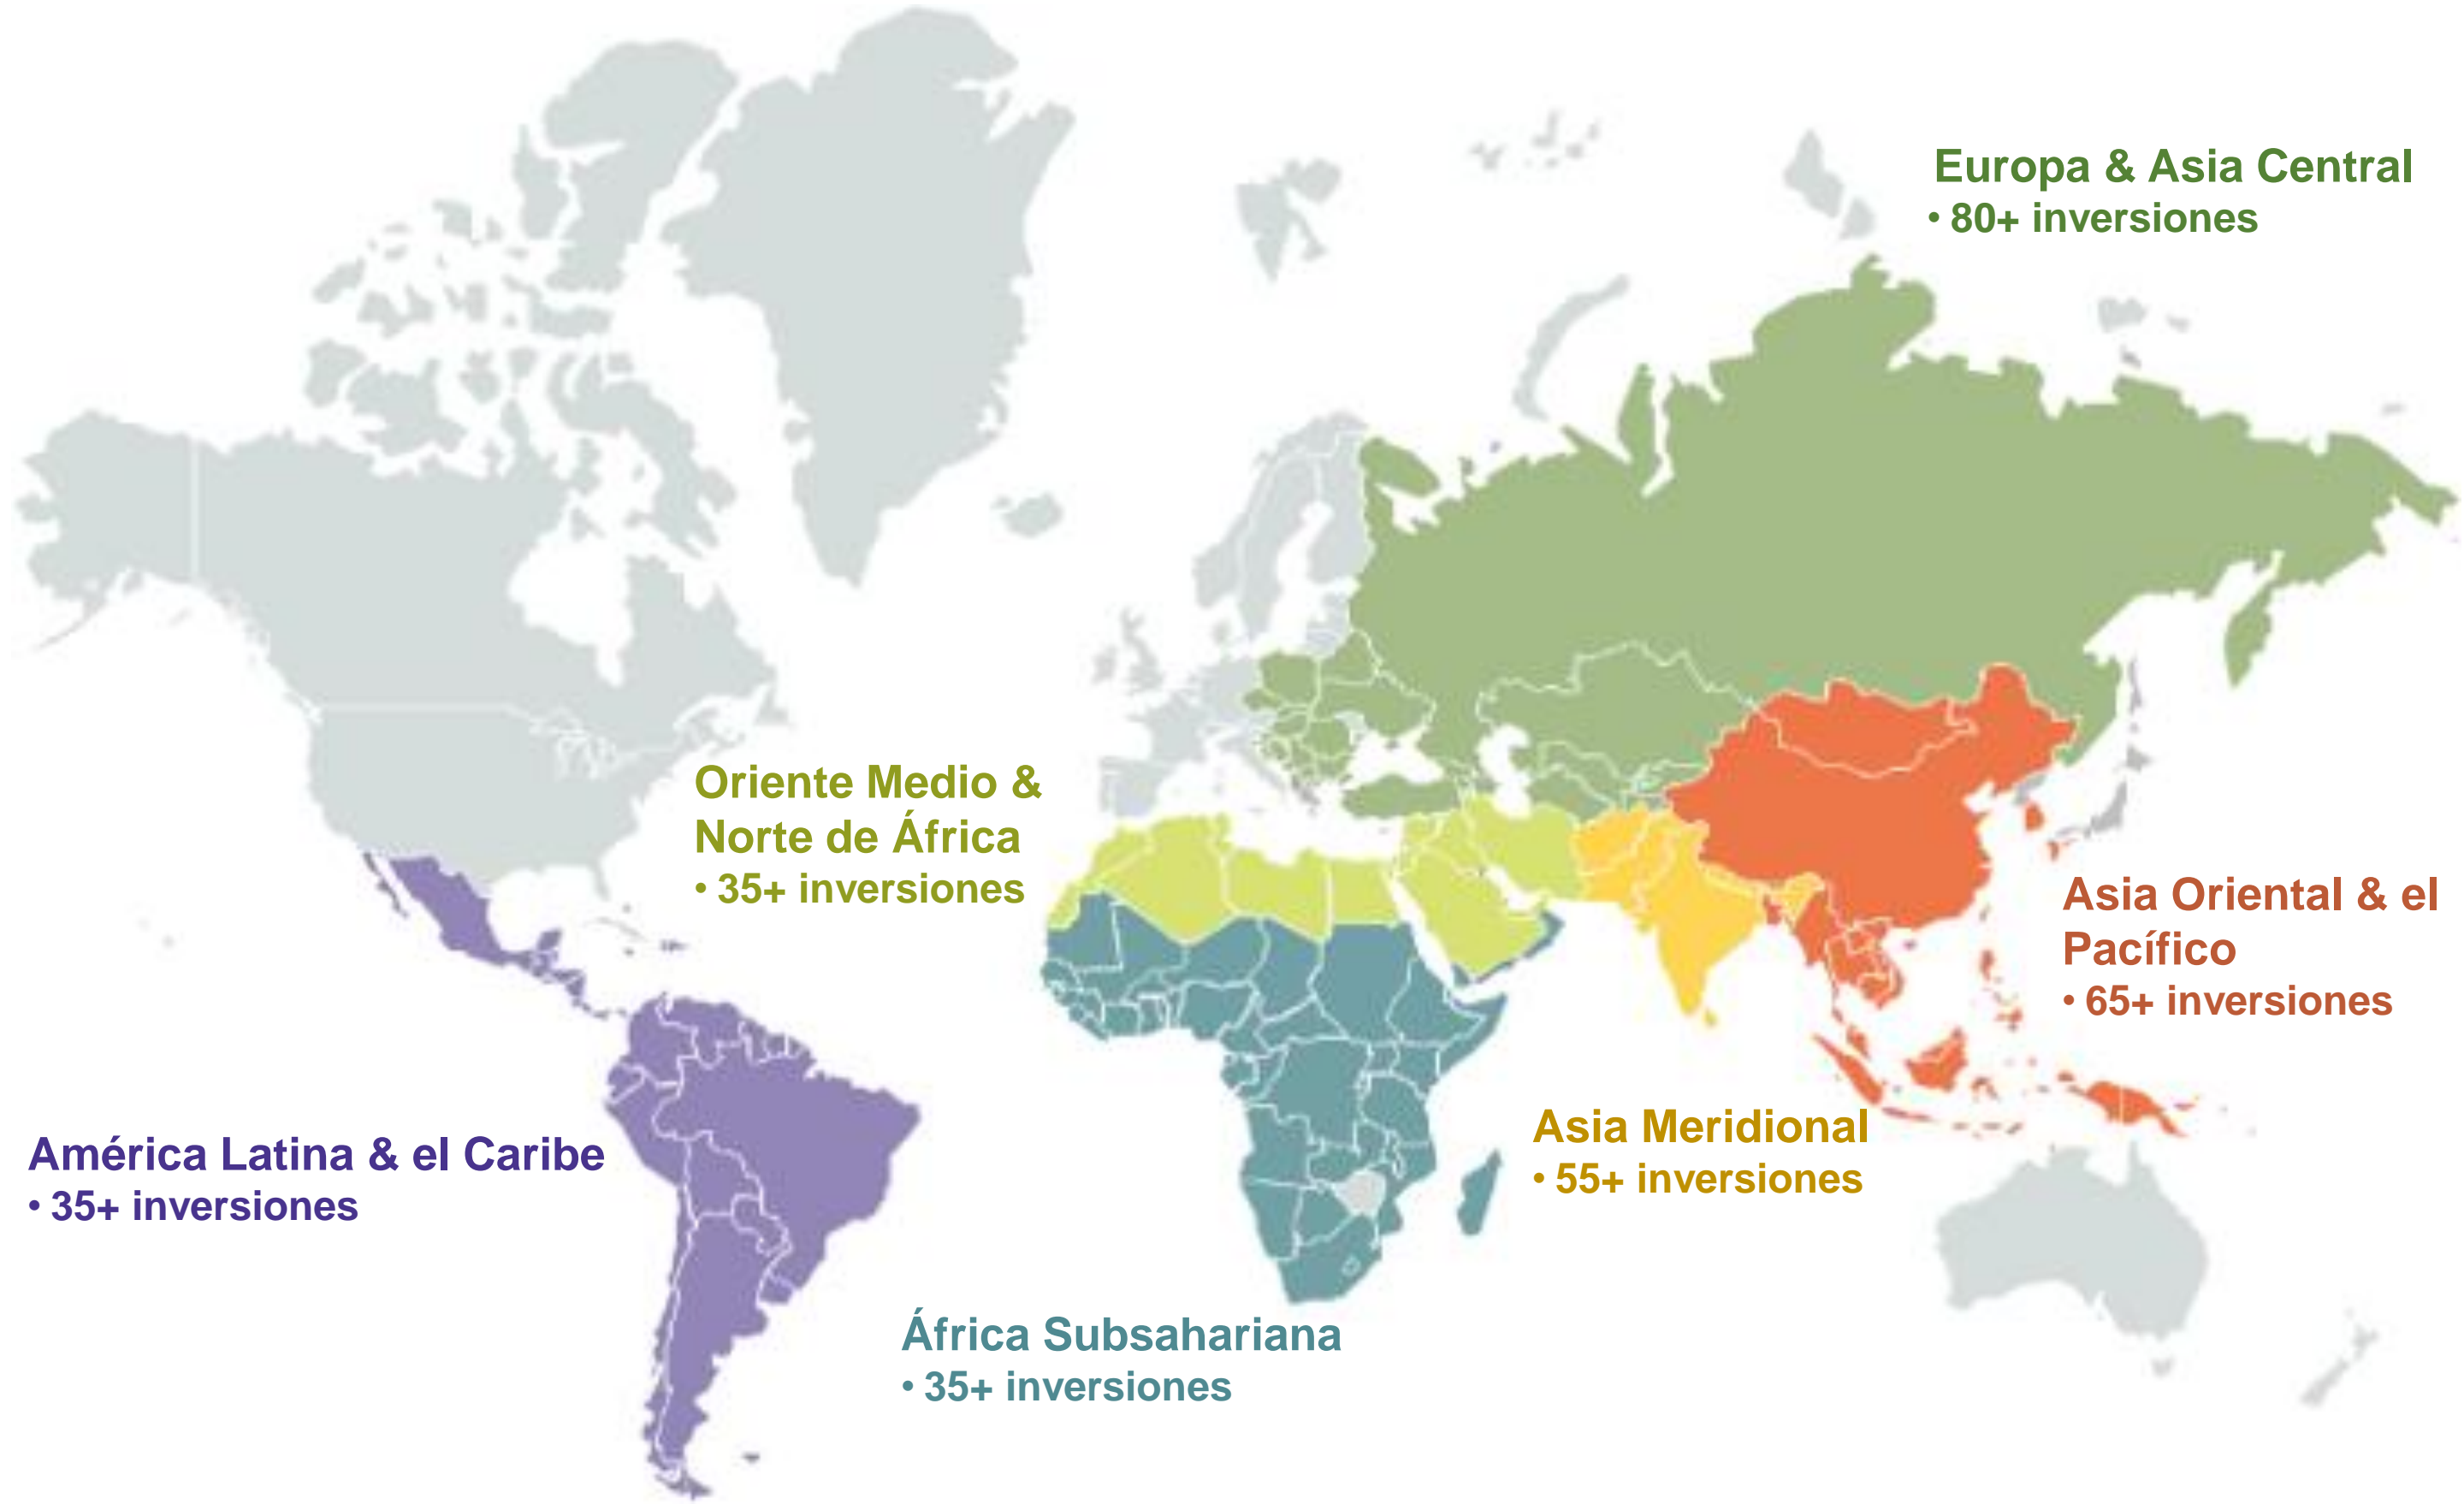 Europa & Asia Central
• 80+ inversiones
Oriente Medio &
Norte de África
• 35+ inversiones
Asia Oriental & el
Pacífico
• 65+ inversiones
Asia Meridional
• 55+ inversiones
América Latina & el Caribe
• 35+ inversiones
África Subsahariana
• 35+ inversiones